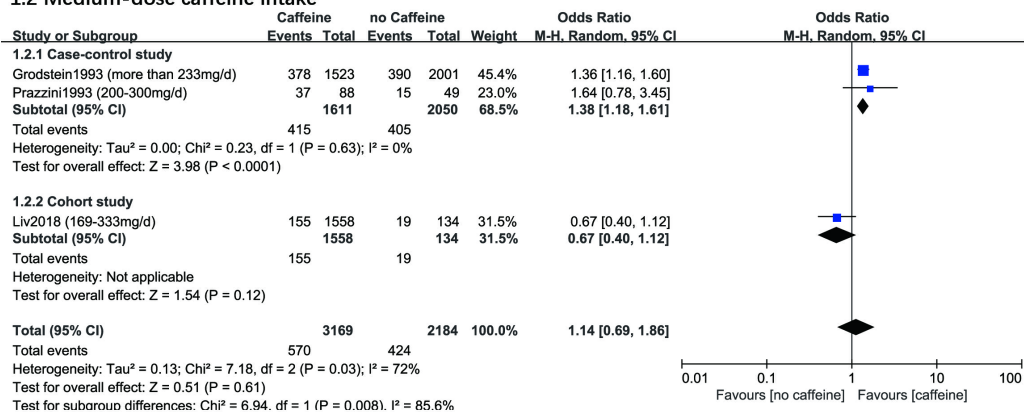 1.2 Medium-dose caffeine intake
Caffeine no Caffeine Odds Ratio Odds Ratio
Study or Subgroup Events Total Events Total Weight M-H, Random, 95% CI M-H, Random, 95% CI
1.2.1 Case-control study
Grodstein1993 (more than 233mg/d) 378 1523 390 2001 45.4% 1.36 [1.16, 1.60]
Prazzini1993 (200-300mg/d) 37 88 15 49 23.0% 1.64 [0.78, 3.45]
Subtotal (95% CI) 1611 2050 68.5% 1.38 [1.18, 1.61]
Total events 415 405
Heterogeneity: Tau² = 0.00; Chi² = 0.23, df = 1 (P = 0.63); I² = 0%
Test for overall effect: Z = 3.98 (P < 0.0001)
1.2.2 Cohort study
Liv2018 (169-333mg/d) 155 1558 19 134 31.5% 0.67 [0.40, 1.12]
Subtotal (95% CI) 1558 134 31.5% 0.67 [0.40, 1.12]
Total events 155 19
Heterogeneity: Not applicable
Test for overall effect: Z = 1.54 (P = 0.12)
Total (95% CI) 3169 2184 100.0% 1.14 [0.69, 1.86]
Total events 570 424
Heterogeneity: Tau² = 0.13; Chi² = 7.18, df = 2 (P = 0.03); I² = 72%
Test for overall effect: Z = 0.51 (P = 0.61)
Test for subgroup differences: Chi² = 6.94, df = 1 (P = 0.008), I² = 85.6%
0.01 0.1 1 10 100
Favours [no caffeine] Favours [caffeine]